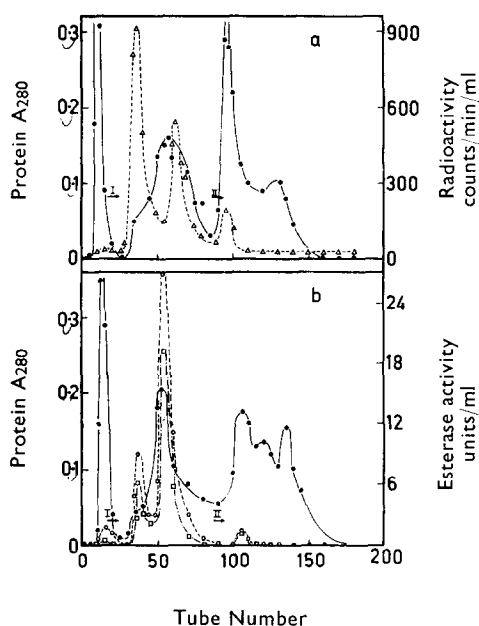 a
0·3
0·2
0·1
0
Protein A280
I
II
900
600
300
0
Radioactivity
counts/min/ml
b
0·3
0·2
0·1
0
Protein A280
I
II
24
18
12
6
Esterase activity
units/ml
0
50
100
150
200
Tube Number